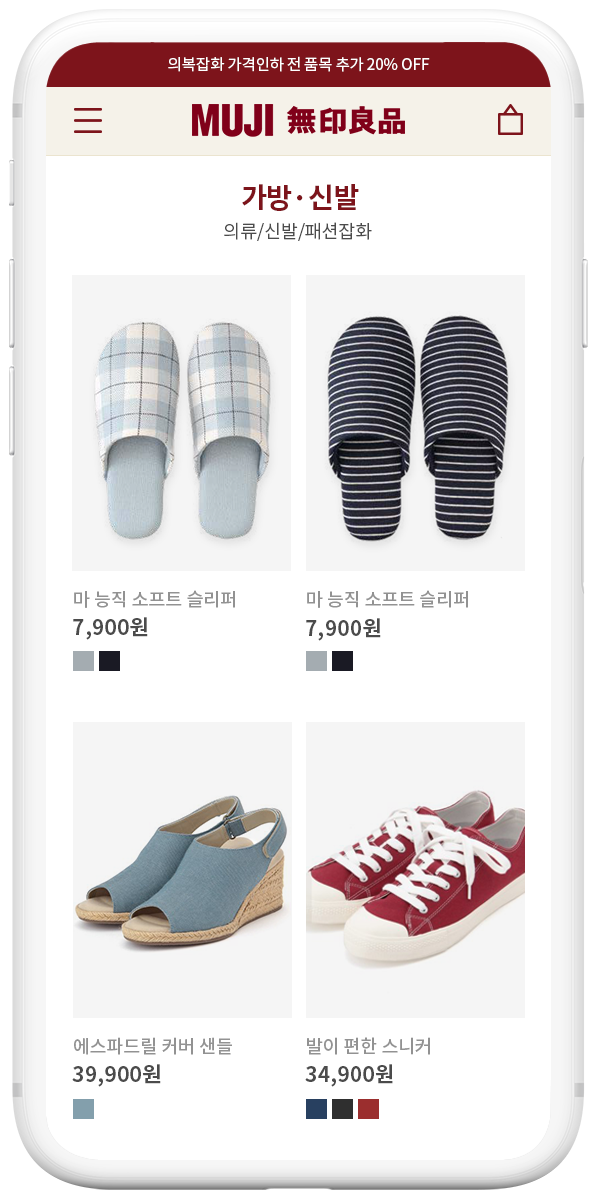 의복잡화 가격인하 전 품목 추가 20% OFF
MUJI 無印良品
가방·신발
의류/신발/패션잡화
마 능직 소프트 슬리퍼
7,900원
마 능직 소프트 슬리퍼
7,900원
에스파드릴 커버 샌들
39,900원
발이 편한 스니커
34,900원